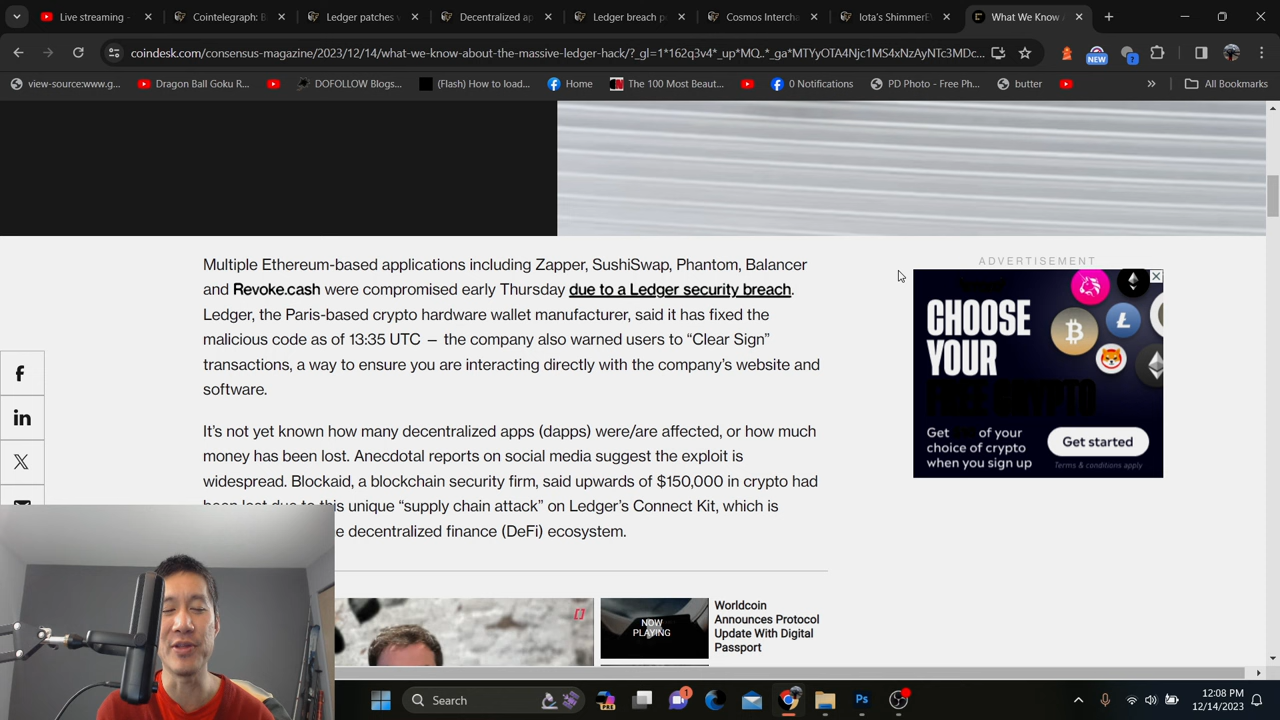 Live streaming -
Cointelegraph: B
Ledger patches v
Decentralized ap
Ledger breach p
Cosmos Intercha
Iota's ShimmerE
What We Know
coindesk.com/consensus-magazine/2023/12/14/what-we-know-about-the-massive-ledger-hack/?_gl=1*162q3v4*_up*MQ..*_ga*MTYyOTA4Njc1MS4xNzAyNTc3MDc...
NEW
?
view-source:www.g...
Dragon Ball Goku R...
DOFOLLOW Blogs...
(Flash) How to load...
Home
The 100 Most Beaut...
0 Notifications
PD Photo - Free Ph...
butter
All Bookmarks
Multiple Ethereum-based applications including Zapper, SushiSwap, Phantom, Balancer
and Revoke.cash were compromised early Thursday due to a Ledger security breach.
Ledger, the Paris-based crypto hardware wallet manufacturer, said it has fixed the
malicious code as of 13:35 UTC — the company also warned users to “Clear Sign”
transactions, a way to ensure you are interacting directly with the company’s website and
software.
It’s not yet known how many decentralized apps (dapps) were/are affected, or how much
money has been lost. Anecdotal reports on social media suggest the exploit is
widespread. Blockaid, a blockchain security firm, said upwards of $150,000 in crypto had
been lost due to this unique “supply chain attack” on Ledger’s Connect Kit, which is
decentralized finance (DeFi) ecosystem.
ADVERTISEMENT
CHOOSE
YOUR
FREE CRYPTO
Get of your
choice of crypto
when you sign up
Get started
Terms & conditions apply
NOW
PLAYING
Worldcoin
Announces Protocol
Update With Digital
Passport
Search
1
12:08 PM
12/14/2023